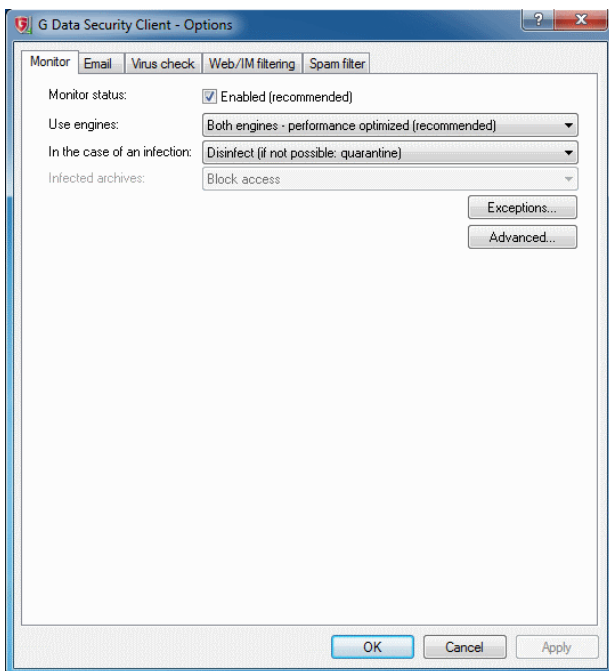 G Data Security Client - Options
Monitor Email Virus check Web/IM filtering Spam filter
Monitor status: Enabled (recommended)
Use engines: Both engines - performance optimized (recommended)
In the case of an infection: Disinfect (if not possible: quarantine)
Infected archives: Block access
Exceptions...
Advanced...
OK Cancel Apply